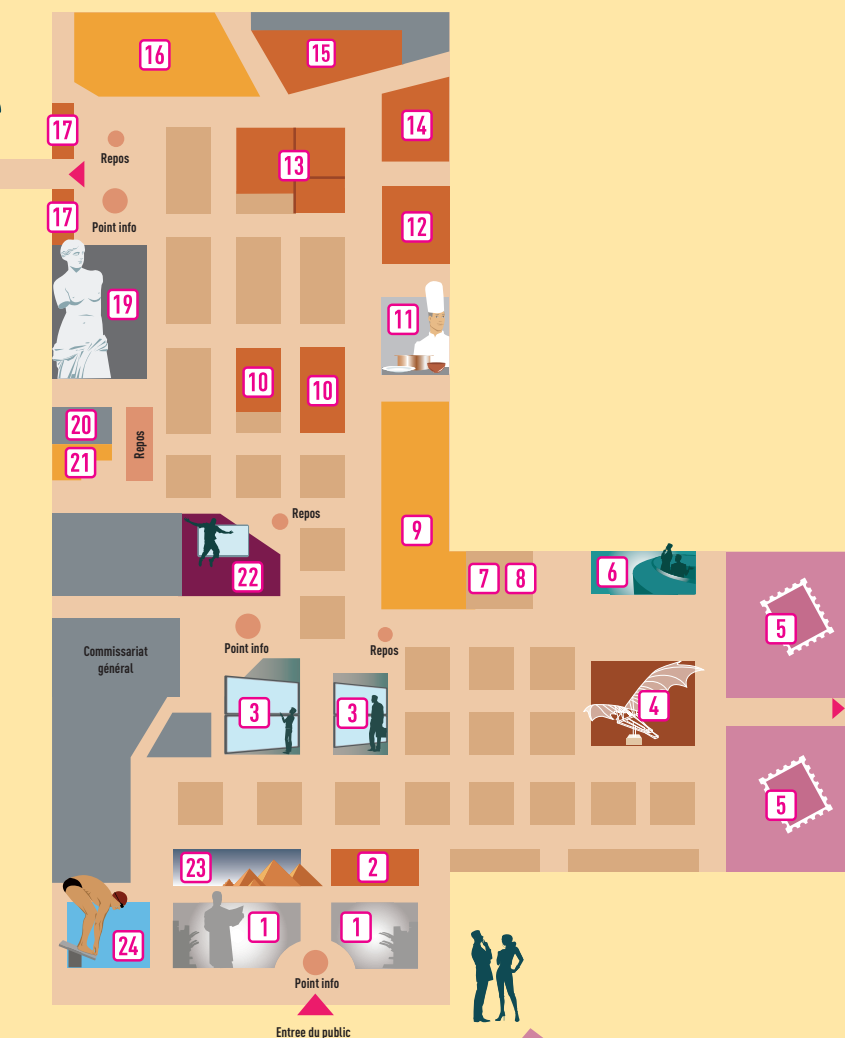 16
15
14
17
Repos
13
17
Point info
12
19
11
10
10
20
21
Repos
Repos
9
22
7
8
6
5
Point info
Repos
Commissariat
général
3
3
4
5
23
2
1
1
24
Point info
Entree du public